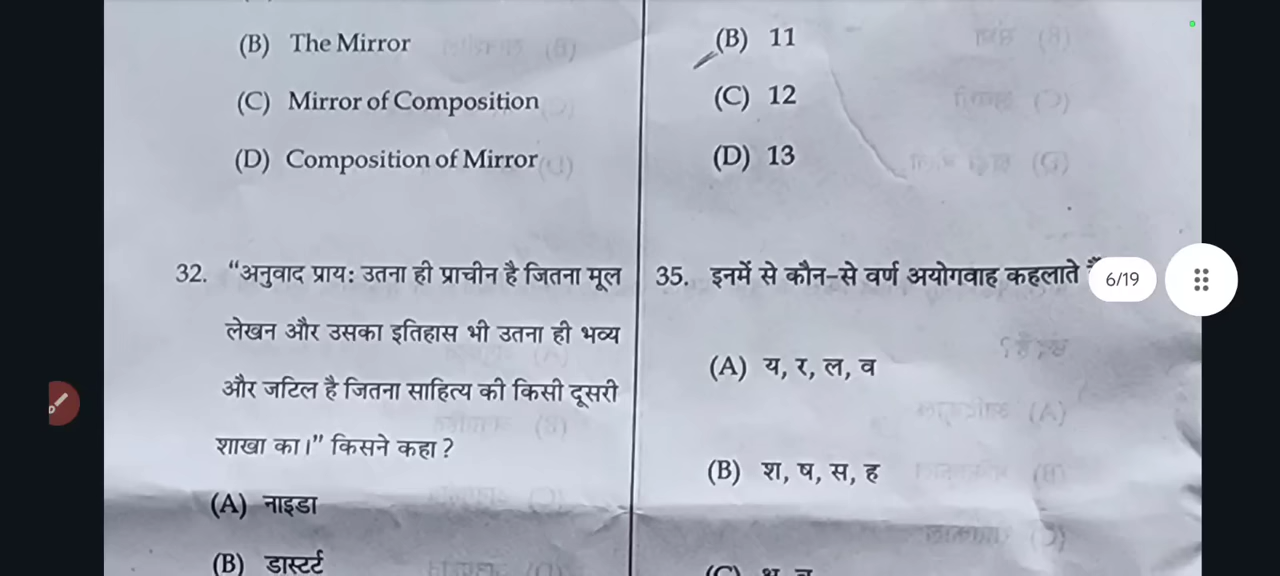 (B) The Mirror
(C) Mirror of Composition
(D) Composition of Mirror
32. “अनुवाद प्राय: उतना ही प्राचीन है जितना मूल
लेखन और उसका इतिहास भी उतना ही भव्य
और जटिल है जितना साहित्य की किसी दूसरी
शाखा का।” किसने कहा ?
(A) नाइडा
(B) डास्टर्ट
(B) 11
(C) 12
(D) 13
35. इनमें से कौन-से वर्ण अयोगवाह कहलाते
(A) य, र, ल, व
(B) श, ष, स, ह
(C)
6/19